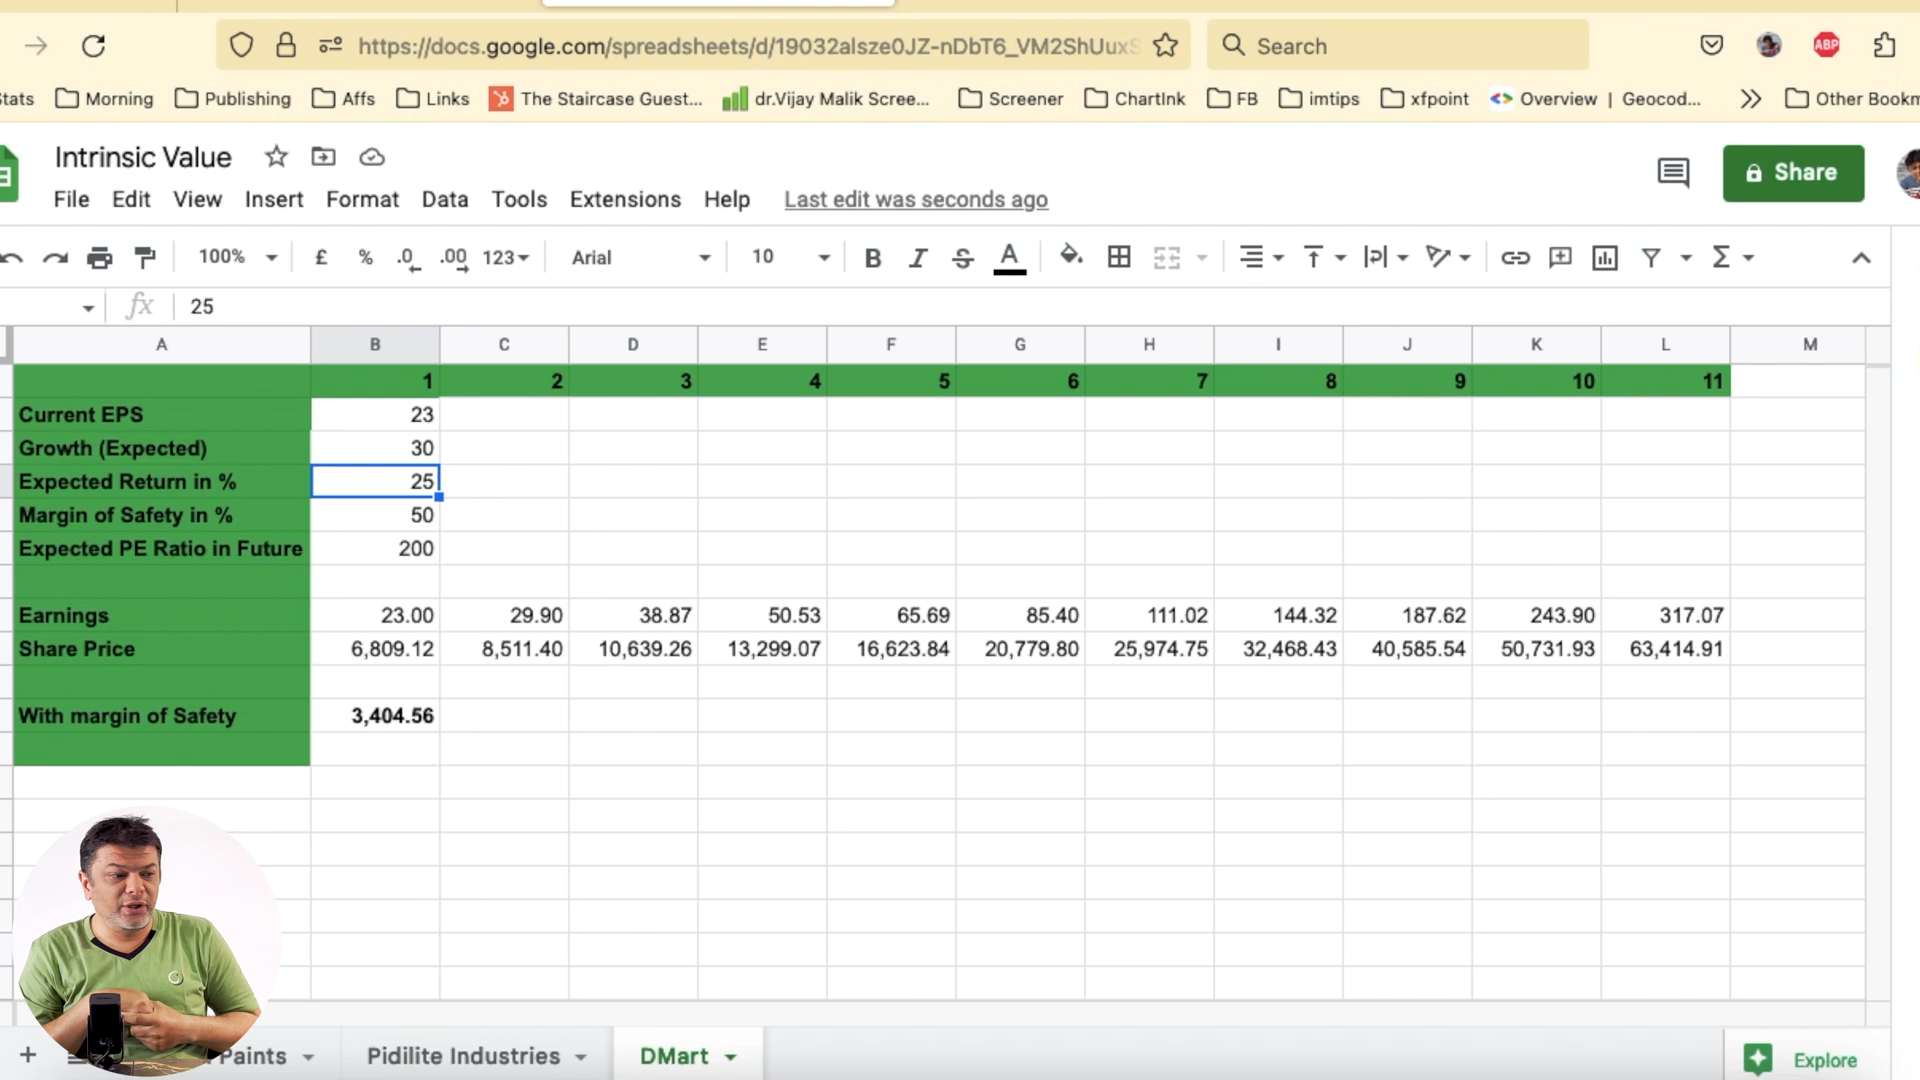 https://docs.google.com/spreadsheets/d/19032alsze0JZ-nDbT6_VM2ShUux
Search
ABP
tats
Morning
Publishing
Affs
Links
The Staircase Guest...
dr.Vijay Malik Scree...
Screener
ChartInk
FB
imtips
xfpoint
Overview | Geocod...
Other Bookm
Intrinsic Value
Share
File Edit View Insert Format Data Tools Extensions Help Last edit was seconds ago
100% £ % .0 .00 123 Arial 10 B I S A
fx 25
A B C D E F G H I J K L M
1 2 3 4 5 6 7 8 9 10 11
Current EPS 23
Growth (Expected) 30
Expected Return in % 25
Margin of Safety in % 50
Expected PE Ratio in Future 200
Earnings 23.00 29.90 38.87 50.53 65.69 85.40 111.02 144.32 187.62 243.90 317.07
Share Price 6,809.12 8,511.40 10,639.26 13,299.07 16,623.84 20,779.80 25,974.75 32,468.43 40,585.54 50,731.93 63,414.91
With margin of Safety 3,404.56
Paints Pidilite Industries DMart Explore